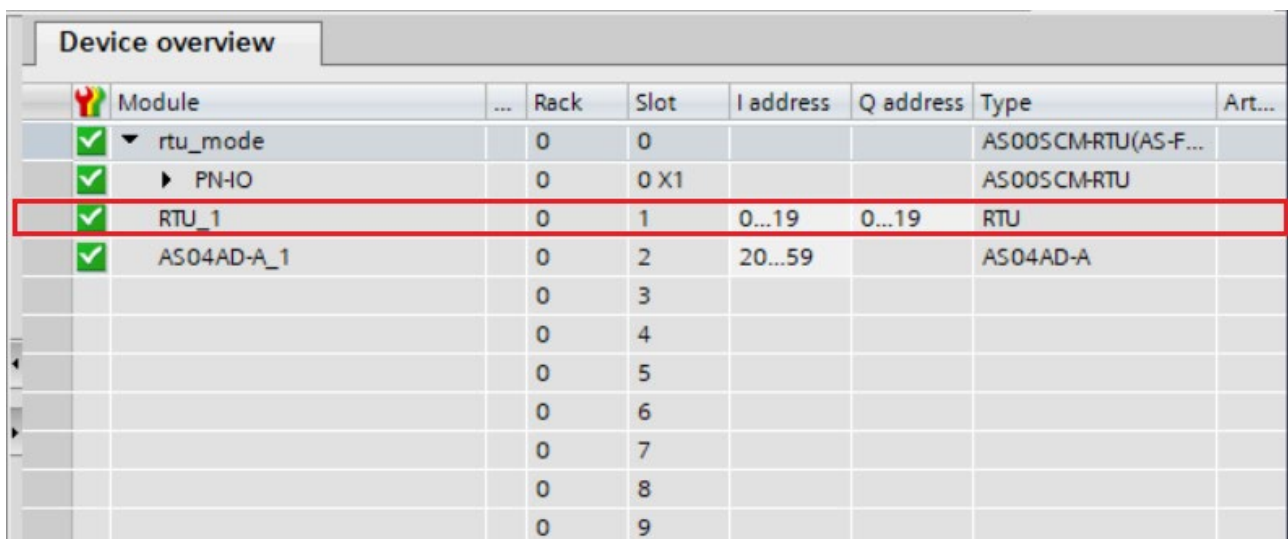 Device overview
Module ... Rack Slot I address Q address Type Art...
rtu_mode 0 0 AS00SCM-RTU(AS-F...
PN-IO 0 0 X1 AS00SCM-RTU
RTU_1 0 1 0...19 0...19 RTU
AS04AD-A_1 0 2 20...59 AS04AD-A
0 3
0 4
0 5
0 6
0 7
0 8
0 9